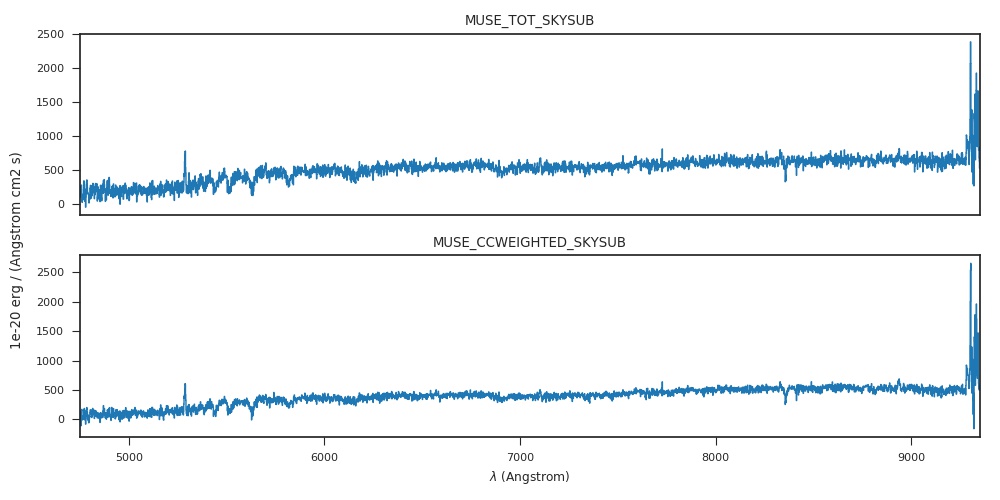 MUSE_TOT_SKYSUB
2500
2000
1500
1000
500
0
MUSE_CCWEIGHTED_SKYSUB
1e-20 erg / (Angstrom cm2 s)
2500
2000
1500
1000
500
0
5000 6000 7000 8000 9000
λ (Angstrom)